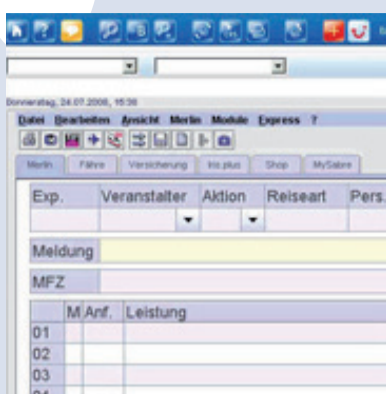 Donnerstag, 24.07.2008, 15:38
Datei Bearbeiten Ansicht Merlin Module Express ?
Merlin Fähre Versicherung Iris.plus Shop MySabre
Exp. Veranstalter Aktion Reiseart Pers.
Meldung
MFZ
M Anf. Leistung
01
02
03
04